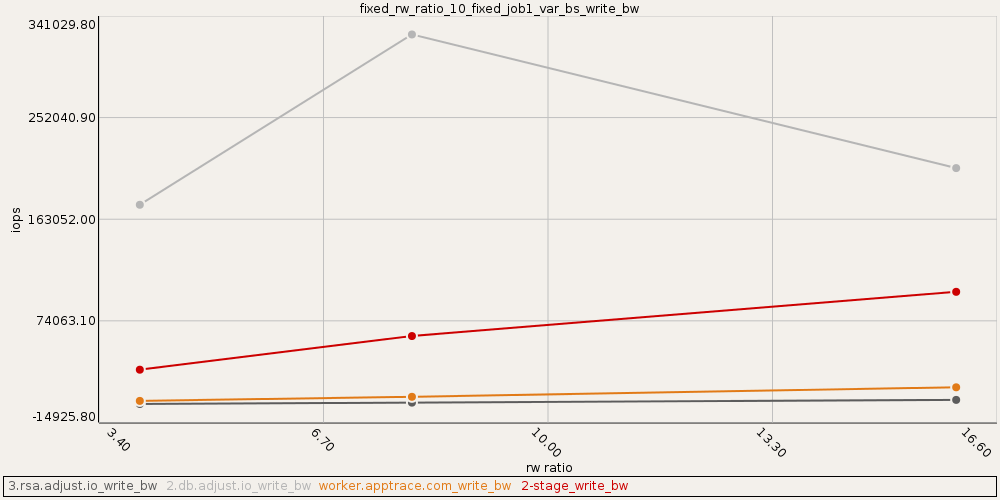 fixed_rw_ratio_10_fixed_job1_var_bs_write_bw
341029.80
252040.90
163052.00
74063.10
-14925.80
iops
3.40 6.70 10.00 13.30 16.60
rw ratio
3.rsa.adjust.io_write_bw 2.db.adjust.io_write_bw worker.apptrace.com_write_bw 2-stage_write_bw